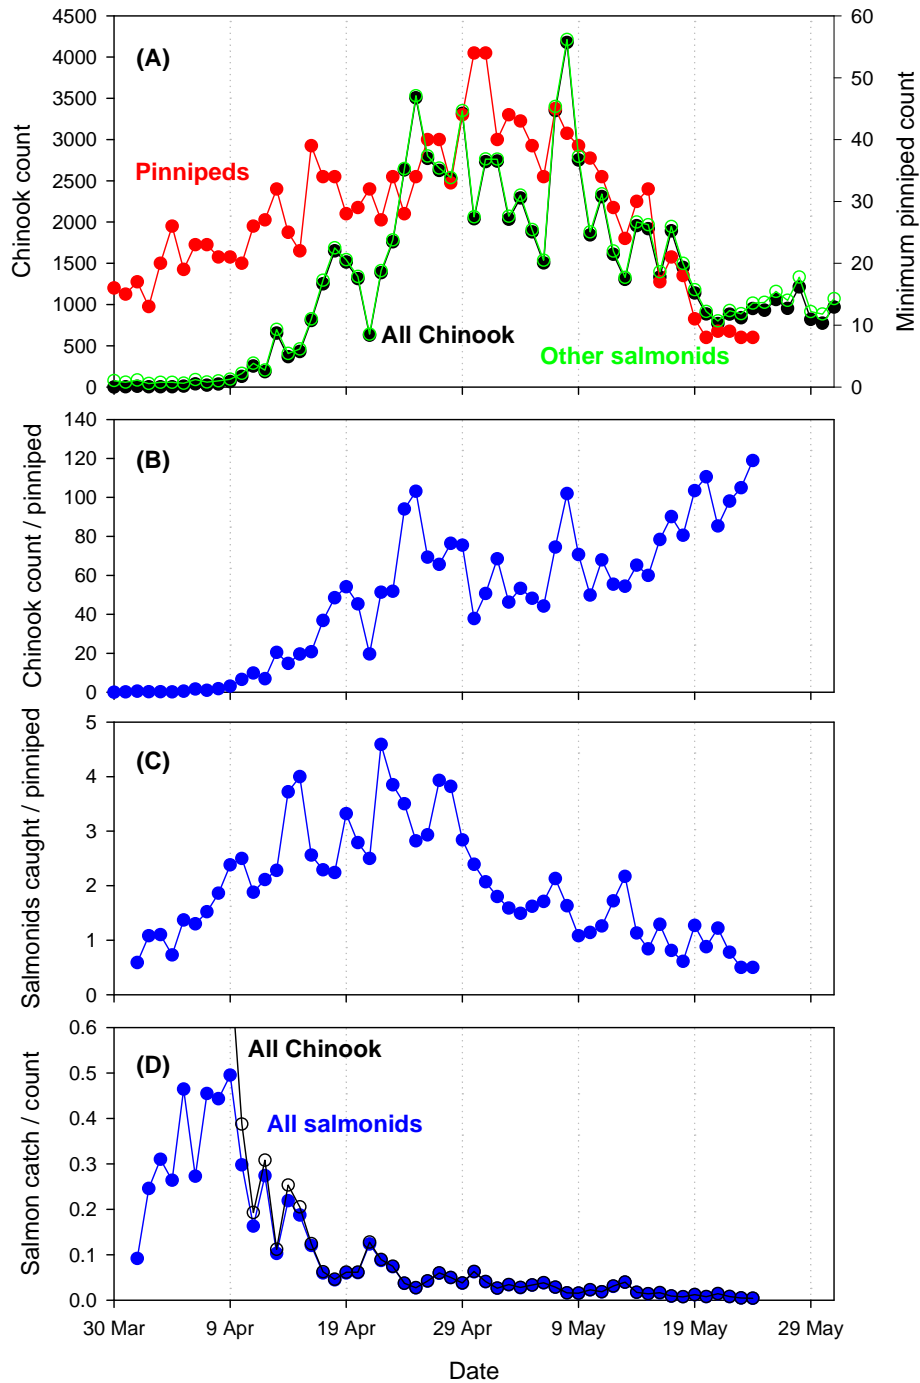 4500
4000
3500
3000
2500
2000
1500
1000
500
0
Chinook count
(A)
Pinnipeds
All Chinook
Other salmonids
60
50
40
30
20
10
0
Minimum pinniped count
140
120
100
80
60
40
20
0
Chinook count / pinniped
(B)
5
4
3
2
1
0
Salmonids caught / pinniped
(C)
0.6
0.5
0.4
0.3
0.2
0.1
0.0
Salmon catch / count
(D)
All Chinook
All salmonids
30 Mar 9 Apr 19 Apr 29 Apr 9 May 19 May 29 May
Date